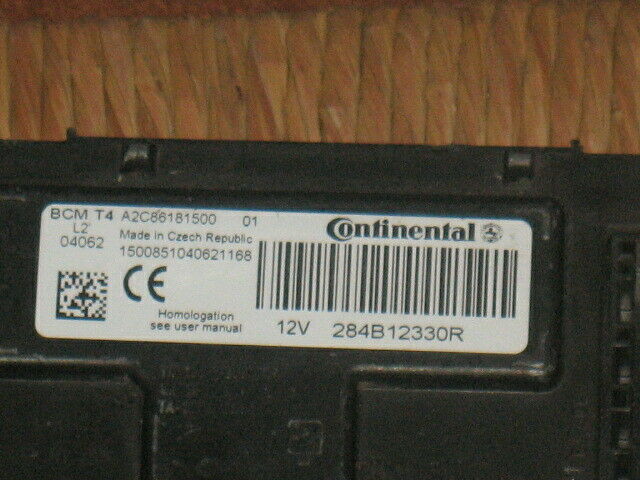 BCM T4 A2C86181500 01
L2'
04062
Made in Czech Republic
1500851040621168
Continental
CE
Homologation
see user manual
12V 284B12330R